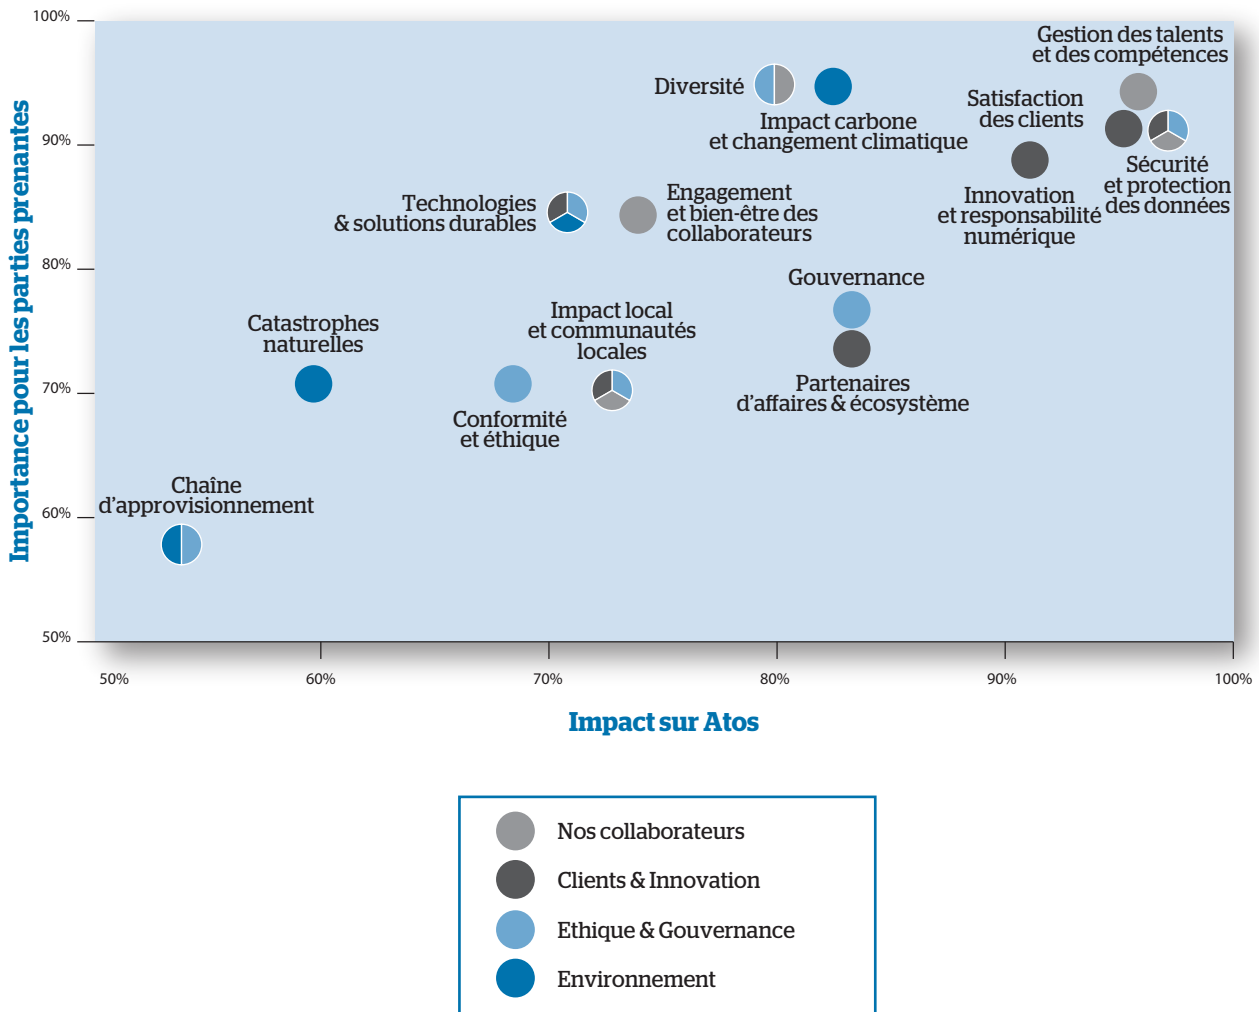 100%
90%
80%
70%
60%
50%
Importance pour les parties prenantes
Gestion des talents
et des compétences
Diversité
Impact carbone
et changement climatique
Satisfaction
des clients
Sécurité
et protection
des données
Innovation
et responsabilité
numérique
Technologies
& solutions durables
Engagement
et bien-être des
collaborateurs
Gouvernance
Partenaires
d'affaires & écosystème
Catastrophes
naturelles
Impact local
et communautés
locales
Conformité
et éthique
Chaîne
d'approvisionnement
50%
60%
70%
80%
90%
100%
Impact sur Atos
Nos collaborateurs
Clients & Innovation
Ethique & Gouvernance
Environnement